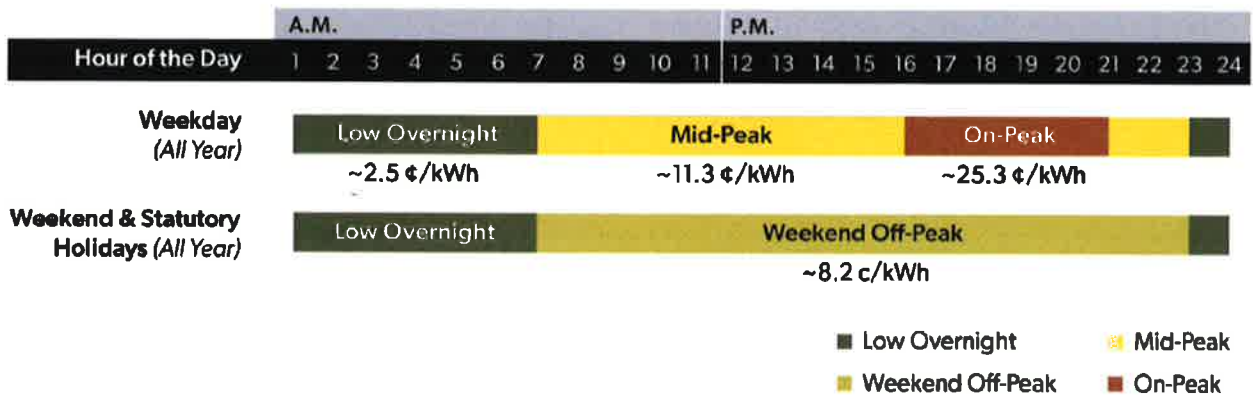 A.M. P.M.
Hour of the Day 1 2 3 4 5 6 7 8 9 10 11 12 13 14 15 16 17 18 19 20 21 22 23 24
Weekday Low Overnight Mid-Peak On-Peak
(All Year)
~2.5 ¢/kWh ~11.3 ¢/kWh ~25.3 ¢/kWh
Weekend & Statutory Low Overnight Weekend Off-Peak
Holidays (All Year)
~8.2 c/kWh
Low Overnight Mid-Peak
Weekend Off-Peak On-Peak